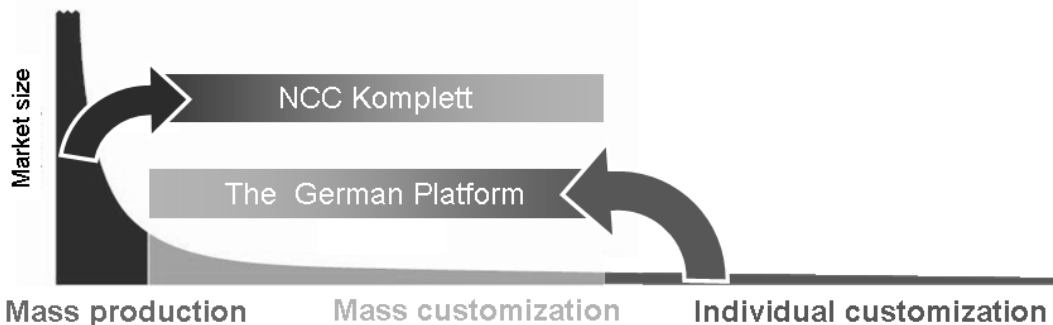 Market size
NCC Komplett
The German Platform
Mass production
Mass customization
Individual customization